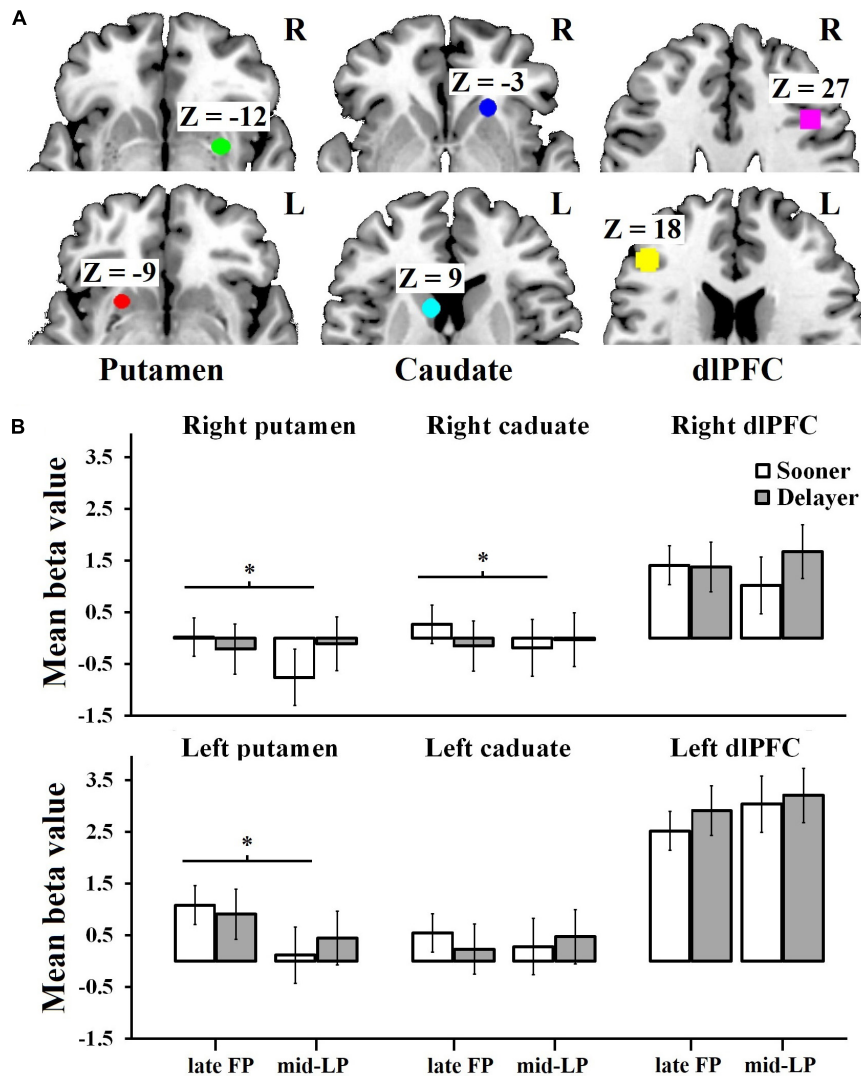 A
R
R
R
Z = -12
Z = -3
Z = 27
L
L
L
Z = -9
Z = 9
Z = 18
Putamen
Caudate
dlPFC
B
Right putamen
Right caduate
Right dlPFC
Mean beta value
3.5
2.5
1.5
0.5
-0.5
-1.5
Sooner
Delayer
*
*
Left putamen
Left caduate
Left dlPFC
Mean beta value
3.5
2.5
1.5
0.5
-0.5
-1.5
*
late FP
mid-LP
late FP
mid-LP
late FP
mid-LP